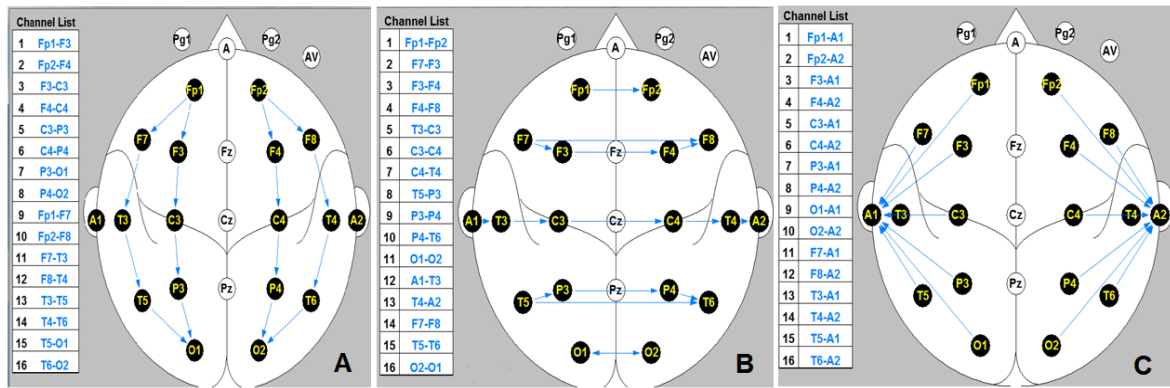 Channel List
1 Fp1-F3
2 Fp2-F4
3 F3-C3
4 F4-C4
5 C3-P3
6 C4-P4
7 P3-O1
8 P4-O2
9 Fp1-F7
10 Fp2-F8
11 F7-T3
12 F8-T4
13 T3-T5
14 T4-T6
15 T5-O1
16 T6-O2
Pg1 Pg2
A
AV
Fp1 Fp2
F7 F8
F3 Fz F4
A1 T3 C3 Cz C4 T4 A2
P3 Pz P4
T5 T6
O1 O2
A
Channel List
1 Fp1-Fp2
2 F7-F3
3 F3-F4
4 F4-F8
5 T3-C3
6 C3-C4
7 C4-T4
8 T5-P3
9 P3-P4
10 P4-T6
11 O1-O2
12 A1-T3
13 T4-A2
14 F7-F8
15 T5-T6
16 O2-O1
Pg1 Pg2
A
AV
Fp1 Fp2
F7 F8
F3 Fz F4
A1 T3 C3 Cz C4 T4 A2
P3 Pz P4
T5 T6
O1 O2
B
Channel List
1 Fp1-A1
2 Fp2-A2
3 F3-A1
4 F4-A2
5 C3-A1
6 C4-A2
7 P3-A1
8 P4-A2
9 O1-A1
10 O2-A2
11 F7-A1
12 F8-A2
13 T3-A1
14 T4-A2
15 T5-A1
16 T6-A2
Pg1 Pg2
A
AV
Fp1 Fp2
F7 F8
F3 Fz F4
A1 T3 C3 Cz C4 T4 A2
P3 Pz P4
T5 T6
O1 O2
C